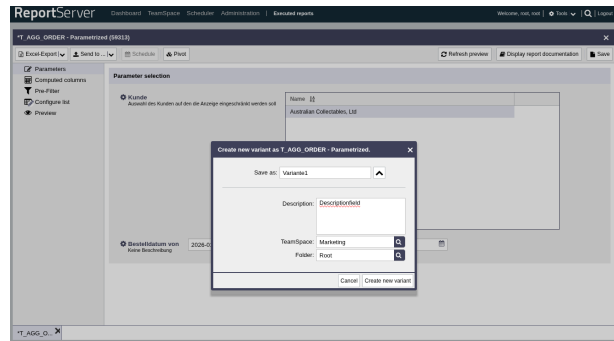 ReportServer Dashboard TeamSpace Scheduler Administration | Executed reports Welcome, root, root | Tools | Logout
*T_AGG_ORDER - Parametrized (59313)
Excel-Export Send to ... Schedule Pivot Refresh preview Display report documentation Save
Parameters
Computed columns
Pre-Filter
Configure list
Preview
Parameter selection
Kunde
Auswahl des Kunden auf den die Anzeige eingeschränkt werden soll
Name
Australian Collectables, Ltd
Create new variant as T_AGG_ORDER - Parametrized.
Save as: Variante1
Description: Descriptionfield
TeamSpace: Marketing
Folder: Root
Cancel Create new variant
Bestelldatum von 2026-0
Keine Beschreibung
*T_AGG_O...